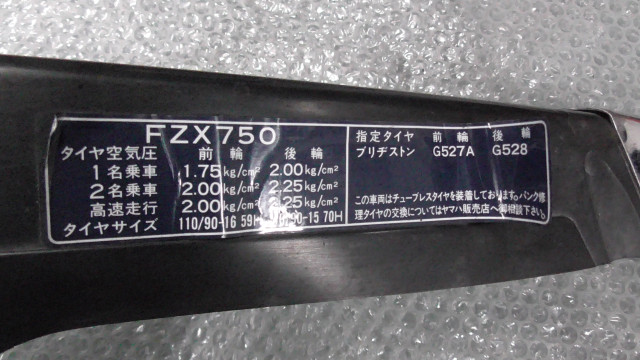 FZX750
タイヤ空気圧 前輪 後輪
1名乗車 1.75kg/cm² 2.00kg/cm²
2名乗車 2.00kg/cm² 2.25kg/cm²
高速走行 2.00kg/cm² 2.25kg/cm²
タイヤサイズ 110/90-16 59H 70H
指定タイヤ 前輪 後輪
ブリヂストン G527A G528
この車両はチューブレスタイヤを装着しております。パンク修
理タイヤの交換についてはヤマハ販売店へ御相談下さい。